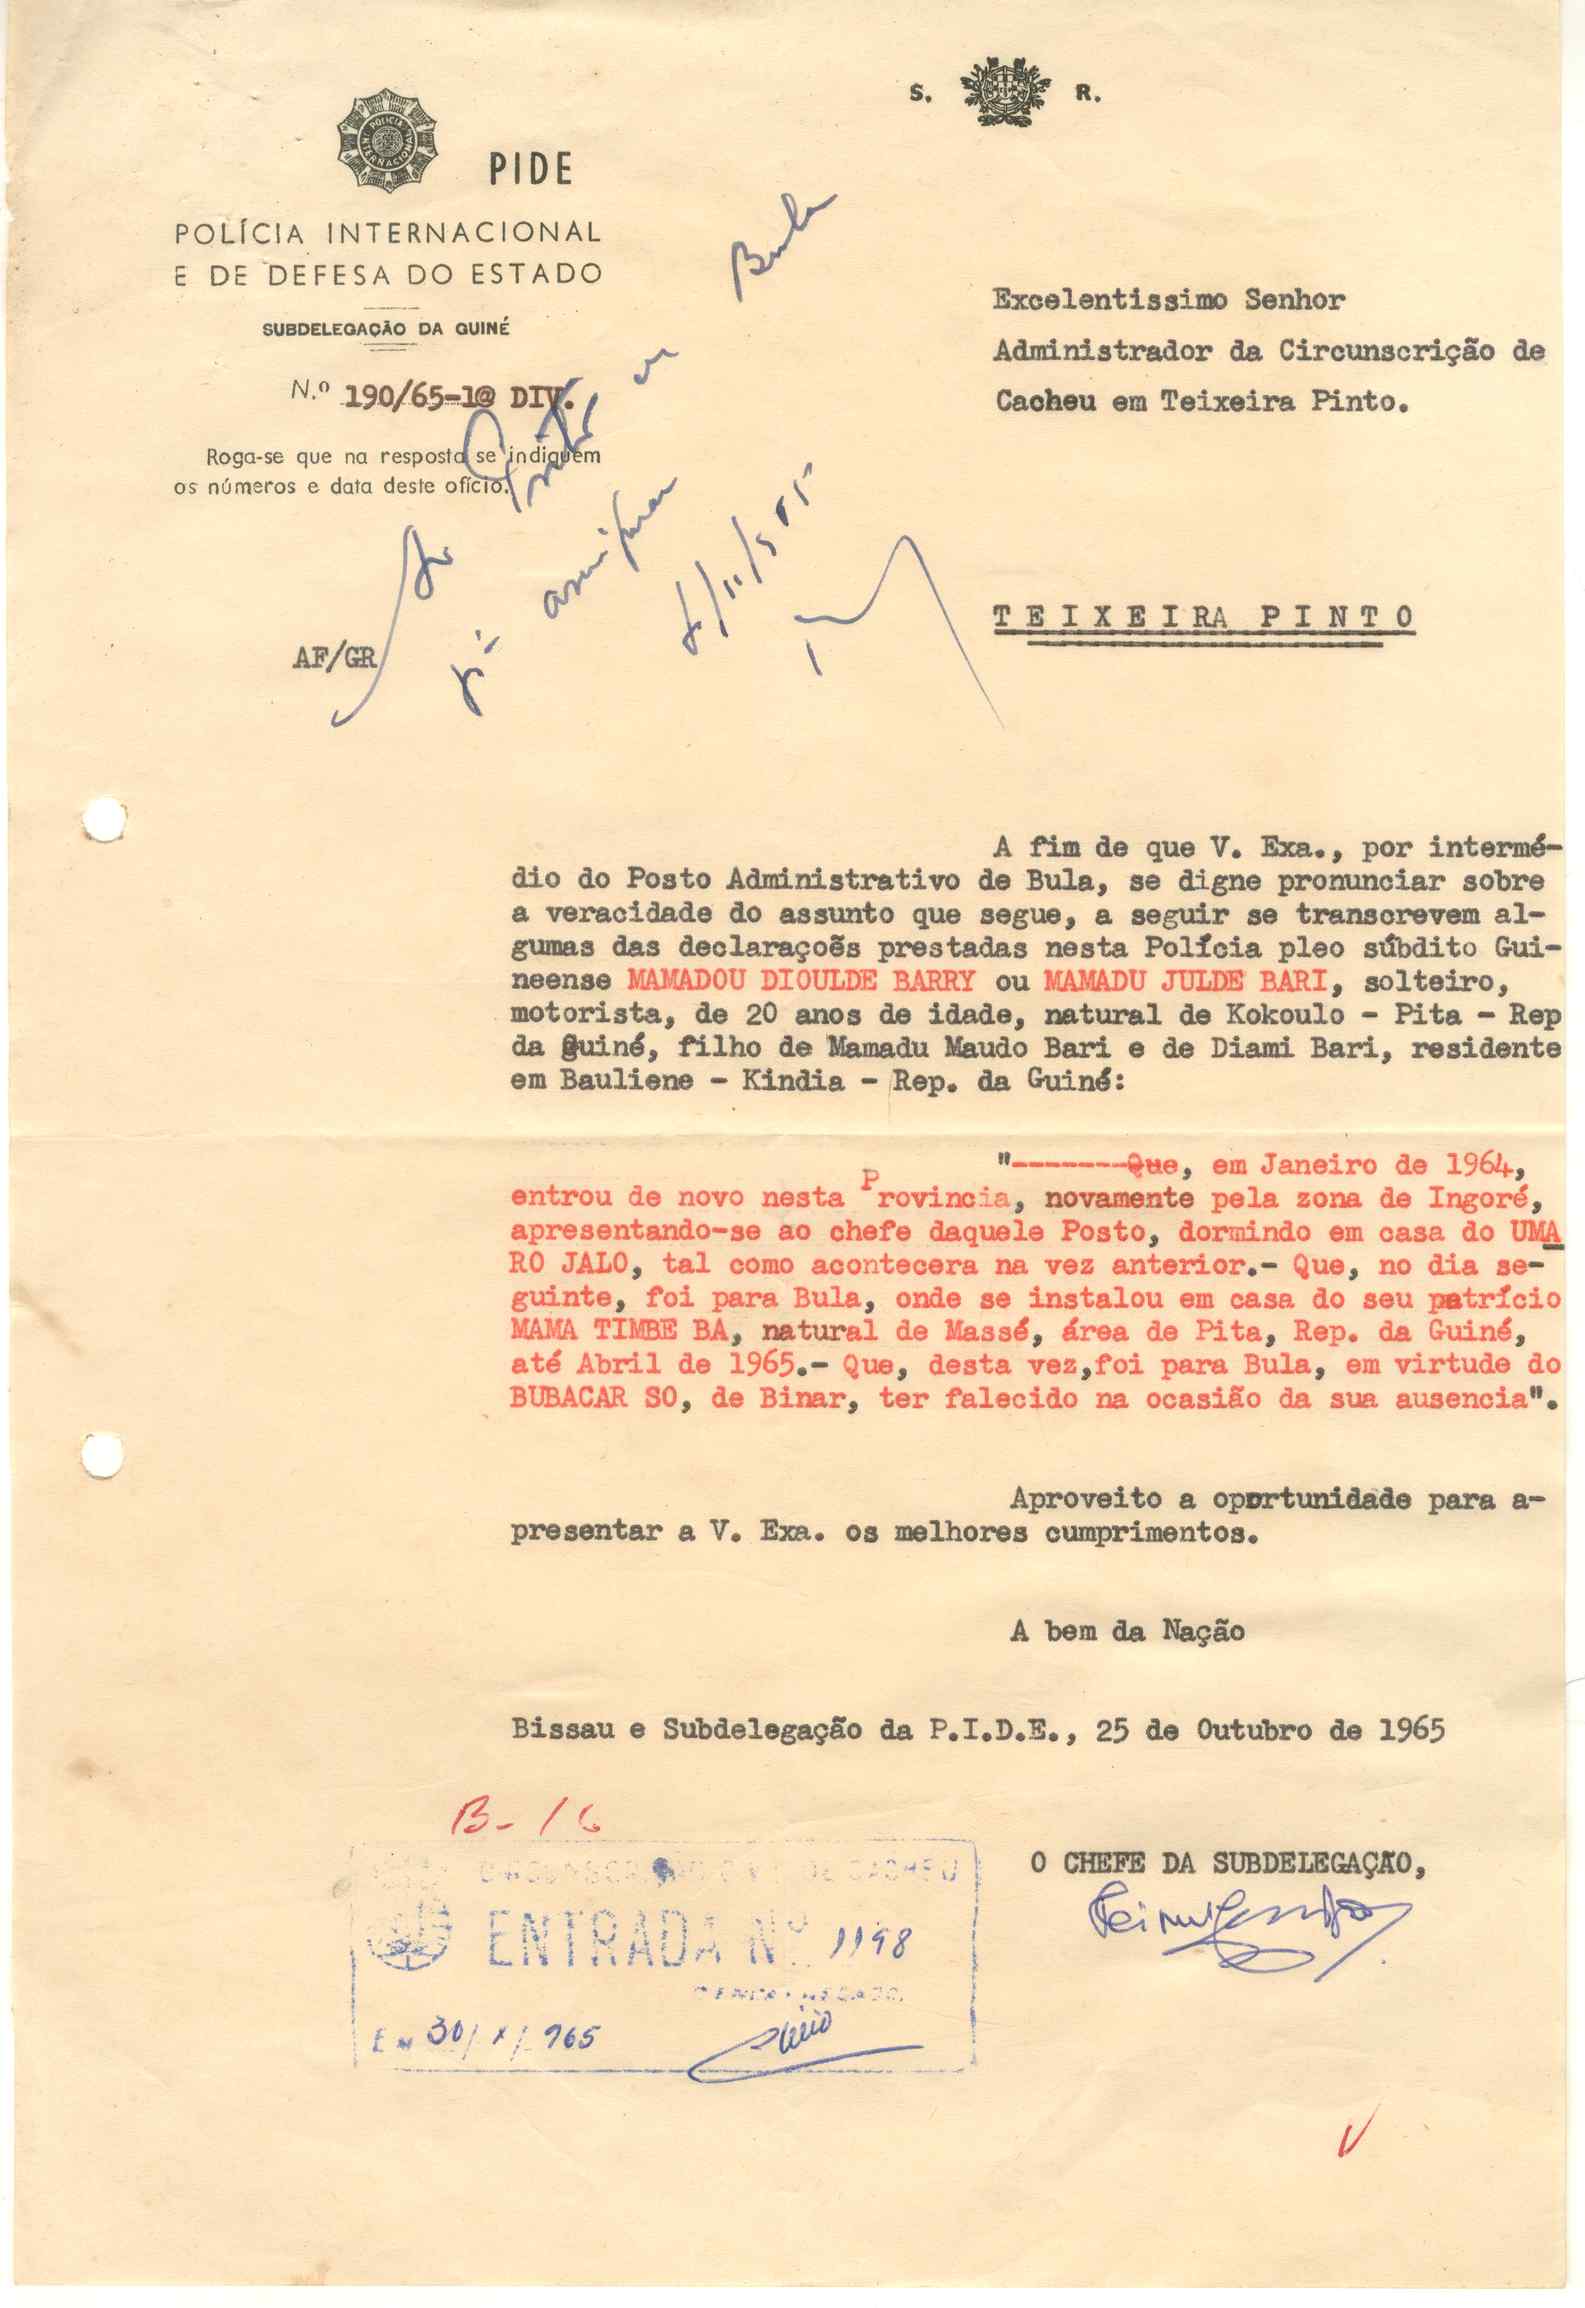 S. R.
POLICIA INTERNACIONAL
PIDE
POLÍCIA INTERNACIONAL
E DE DEFESA DO ESTADO
SUBDELEGAÇÃO DA GUINÉ
N.º 190/65-1@ DIV.
Roga-se que na resposta se indiquem
os números e data deste ofício.
Bula
Excelentissimo Senhor
Administrador da Circunscrição de
Cacheu em Teixeira Pinto.
TEIXEIRA PINTO
AF/GR
A fim de que V. Exa., por intermé-
dio do Posto Administrativo de Bula, se digne pronunciar sobre
a veracidade do assunto que segue, a seguir se transcrevem al-
gumas das declaraçoẽs prestadas nesta Polícia pleo súbdito Gui-
neense MAMADOU DIOULDE BARRY ou MAMADU JULDE BARI, solteiro,
motorista, de 20 anos de idade, natural de Kokoulo - Pita - Rep
da Guiné, filho de Mamadu Maudo Bari e de Diami Bari, residente
em Bauliene - Kindia - Rep. da Guiné:
"-------Que, em Janeiro de 1964,
entrou de novo nesta Provincia, novamente pela zona de Ingoré,
apresentando-se ao chefe daquele Posto, dormindo em casa do UMA
RO JALO, tal como acontecera na vez anterior.- Que, no dia se-
guinte, foi para Bula, onde se instalou em casa do seu patrício
MAMA TIMBE BA, natural de Massé, área de Pita, Rep. da Guiné,
até Abril de 1965.- Que, desta vez,foi para Bula, em virtude do
BUBACAR SO, de Binar, ter falecido na ocasião da sua ausencia".
Aproveito a oportunidade para a-
presentar a V. Exa. os melhores cumprimentos.
A bem da Nação
Bissau e Subdelegação da P.I.D.E., 25 de Outubro de 1965
B-16
O CHEFE DA SUBDELEGAÇÃO,
CIRCUNSCRIÇÃO CIVIL DE CACHEU
ENTRADA Nº 1198
EM 30/X/965